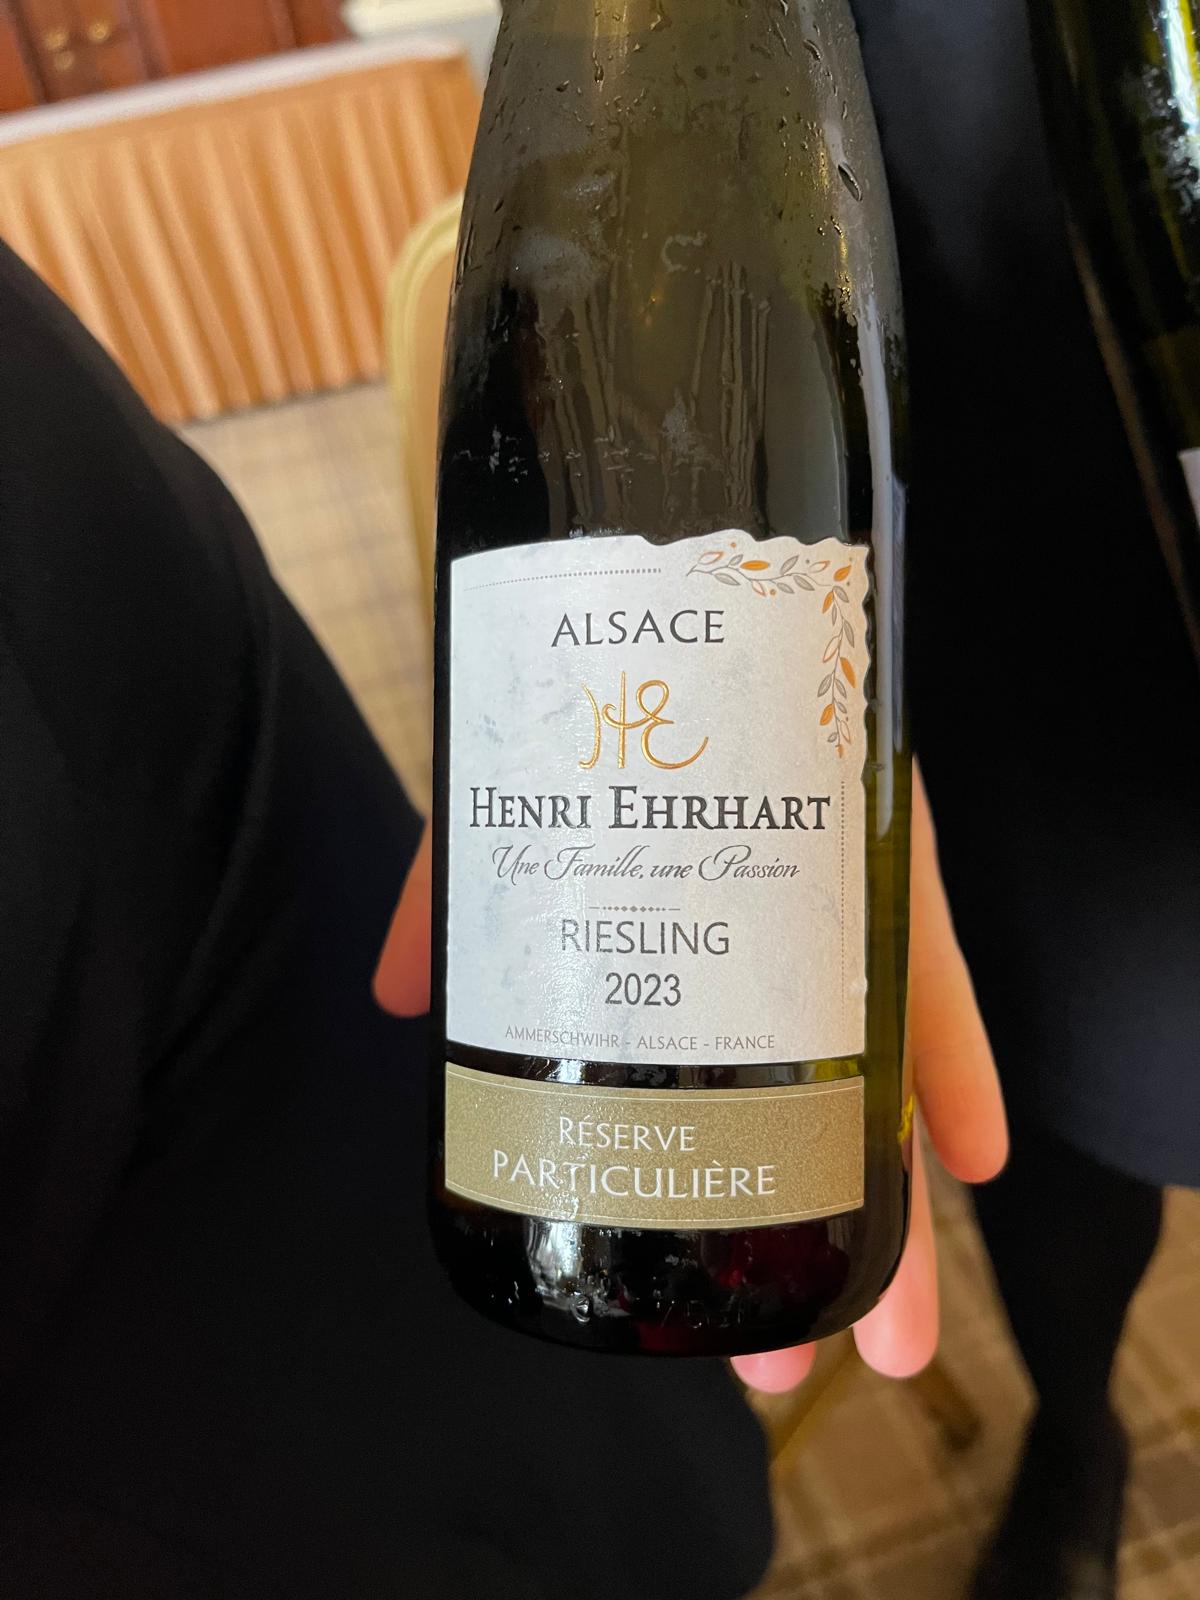 ALSACE
HE
HENRI EHRHART
Une Famille, une Passion
RIESLING
2023
AMMERSCHWIHR - ALSACE - FRANCE
RÉSERVE
PARTICULIÈRE